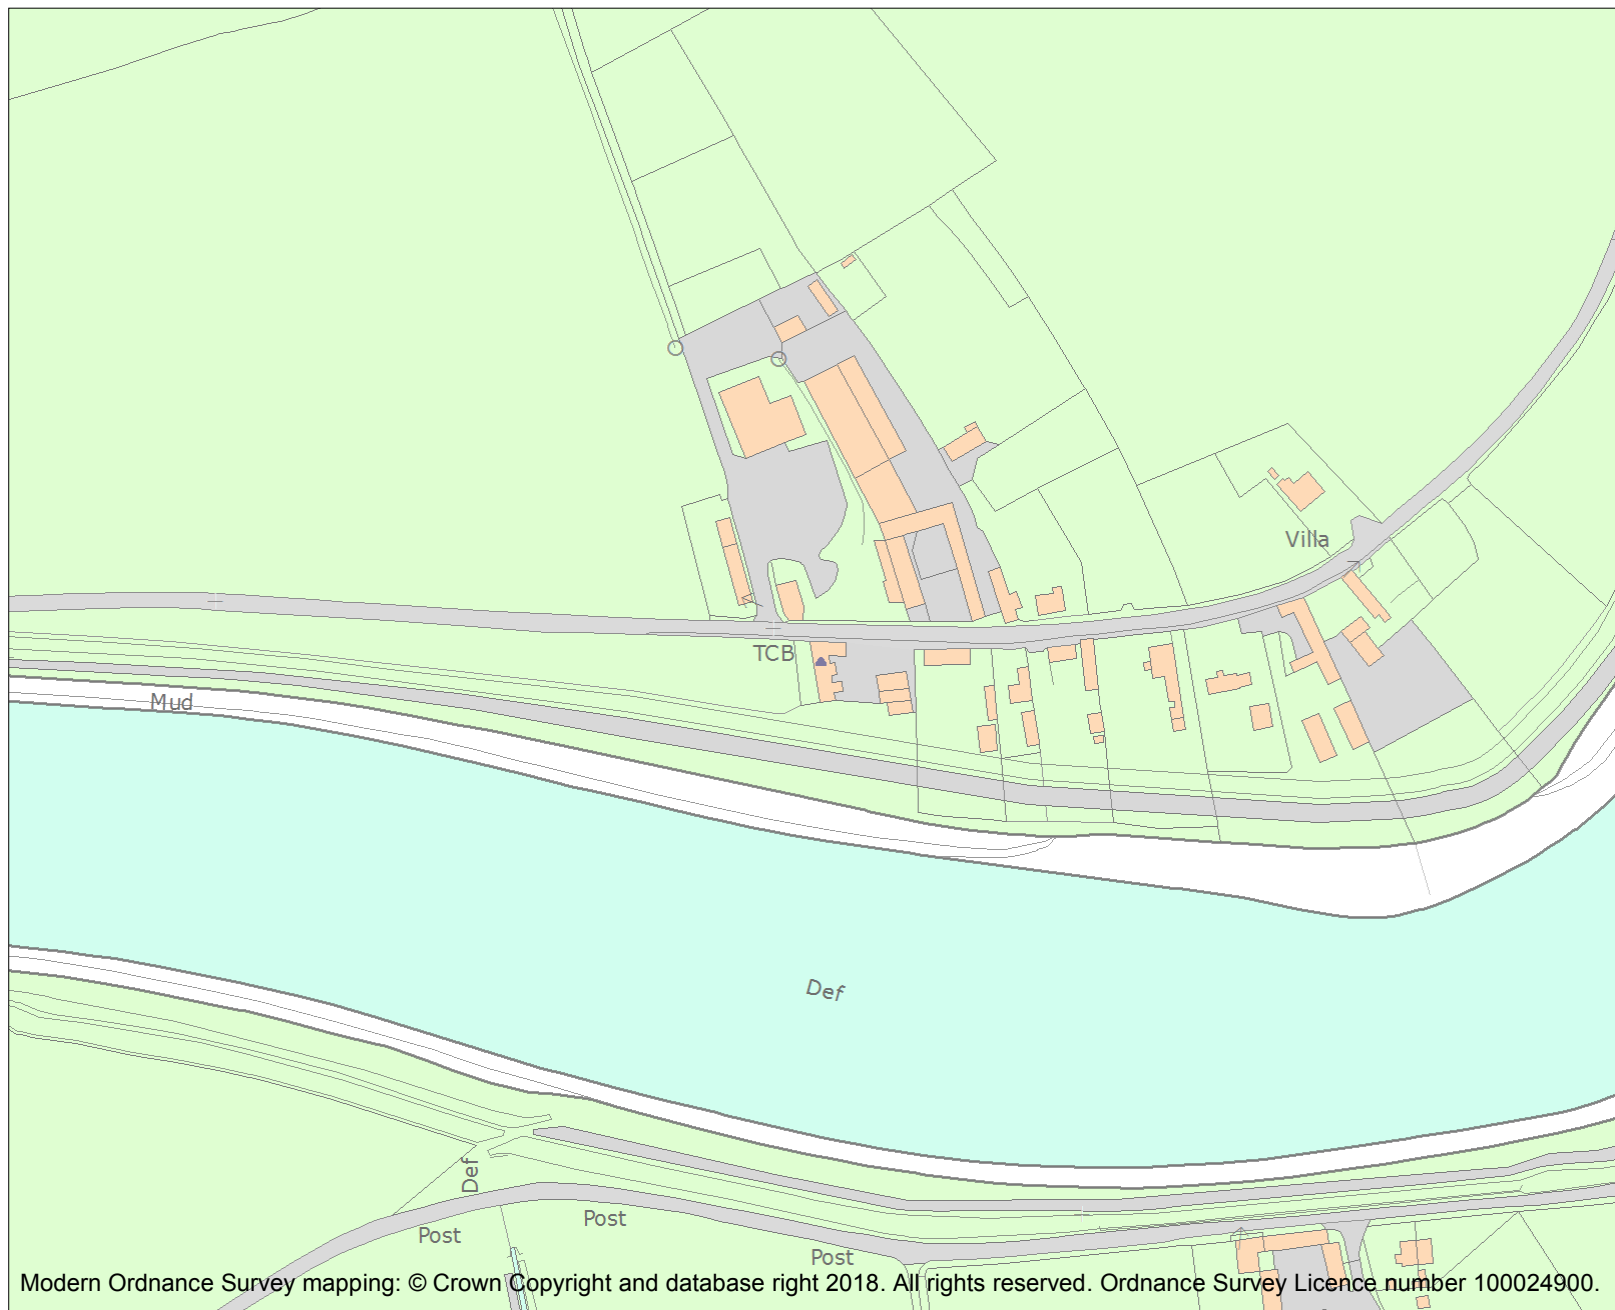 Villa
TCB
Mud
Def
Def
Post
Post
Post
Modern Ordnance Survey mapping: © Crown Copyright and database right 2018. All rights reserved. Ordnance Survey Licence number 100024900.